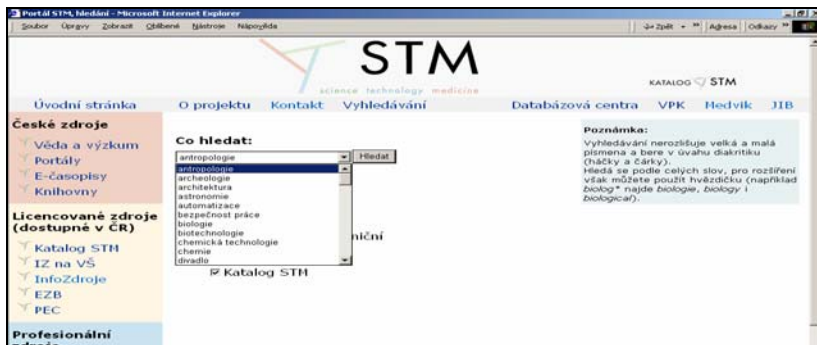 Portál STM, hledání - Microsoft Internet Explorer
Soubor Úpravy Zobrazit Oblíbené Nástroje Nápověda
Zpět Adresa Odkazy
STM
science technology medicine
KATALOG STM
Úvodní stránka O projektu Kontakt Vyhledávání Databázová centra VPK Medvik JIB
České zdroje
Věda a výzkum
Portály
E-časopisy
Knihovny
Licencované zdroje
(dostupné v ČR)
Katalog STM
IZ na VŠ
InfoZdroje
EZB
PEC
Profesionální
Co hledat:
antropologie Hledat
antropologie
archeologie
architektura
astronomie
automatizace
bezpečnost práce
biologie
biotechnologie
chemická technologie
chemie
divadlo
niční
Katalog STM
Poznámka:
Vyhledávání nerozlišuje velká a malá
písmena a bere v úvahu diakritiku
(háčky a čárky).
Hledá se podle celých slov, pro rozšíření
však můžete použít hvězdičku (například
biolog* najde biologie, biology i
biological).